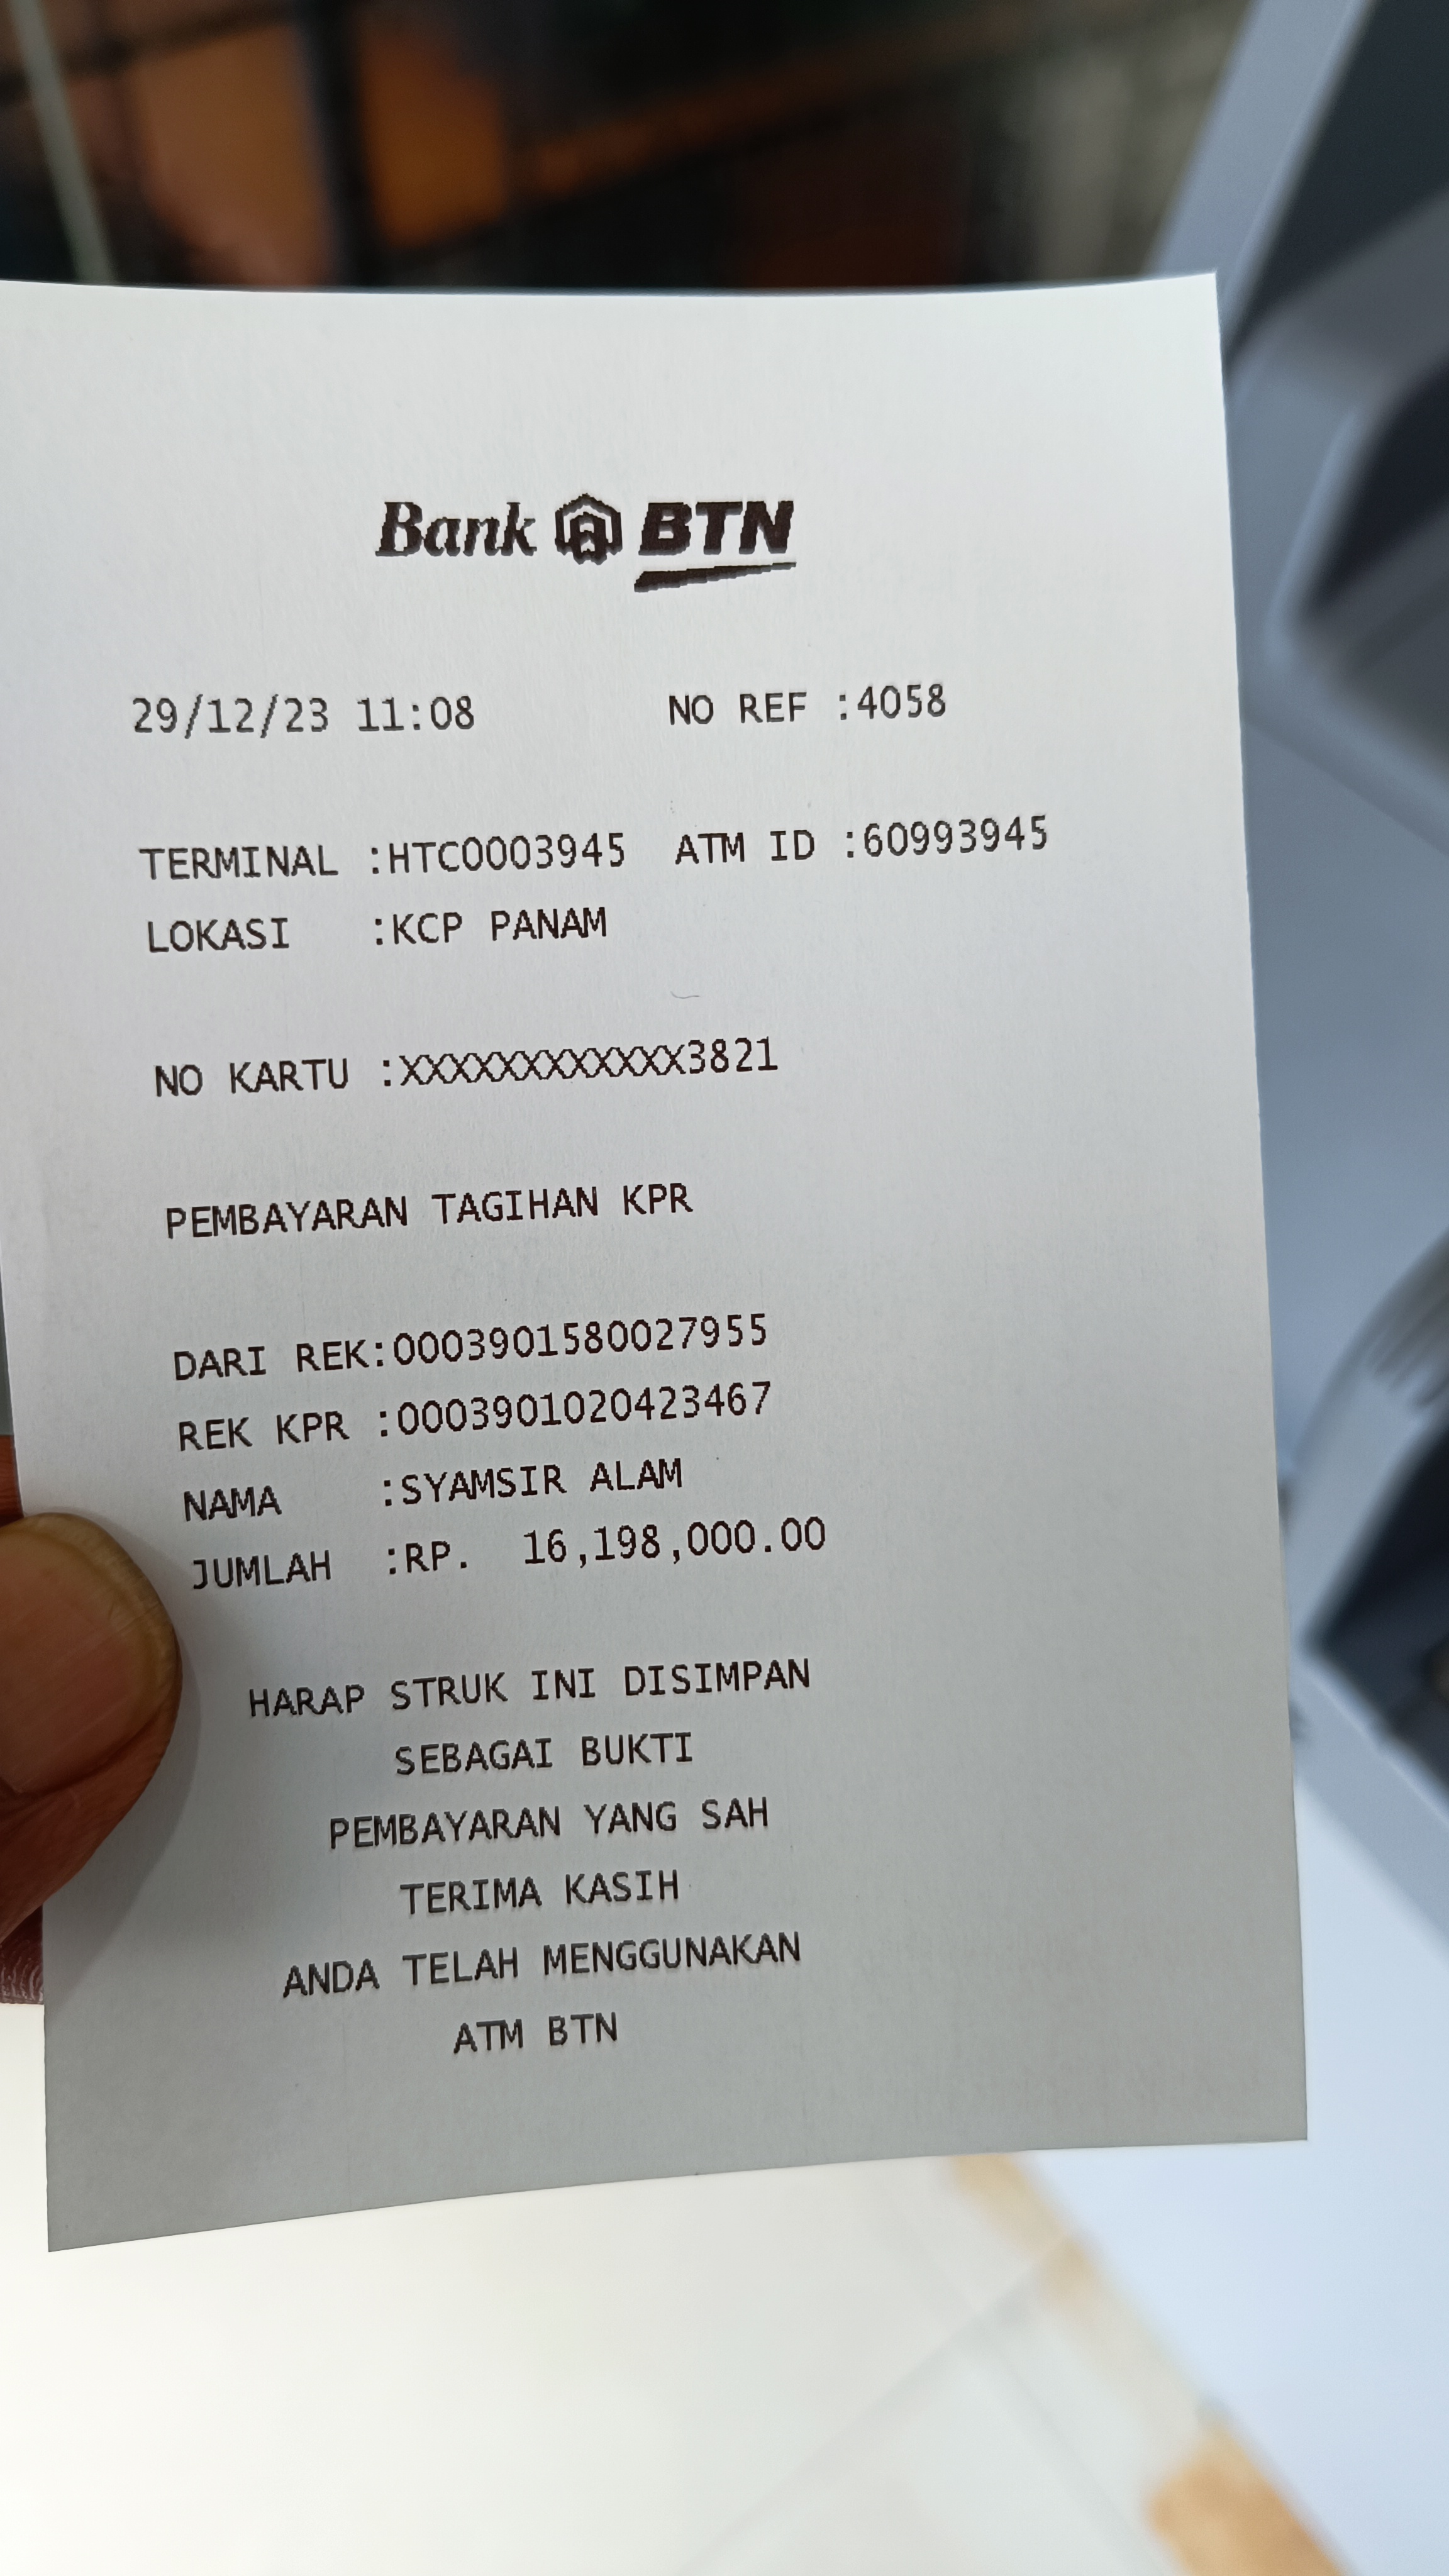 Bank BTN
29/12/23 11:08 NO REF :4058
TERMINAL :HTC0003945 ATM ID :60993945
LOKASI :KCP PANAM
NO KARTU :XXXXXXXXXXXX3821
PEMBAYARAN TAGIHAN KPR
DARI REK:0003901580027955
REK KPR :0003901020423467
NAMA :SYAMSIR ALAM
JUMLAH :RP. 16,198,000.00
HARAP STRUK INI DISIMPAN
SEBAGAI BUKTI
PEMBAYARAN YANG SAH
TERIMA KASIH
ANDA TELAH MENGGUNAKAN
ATM BTN